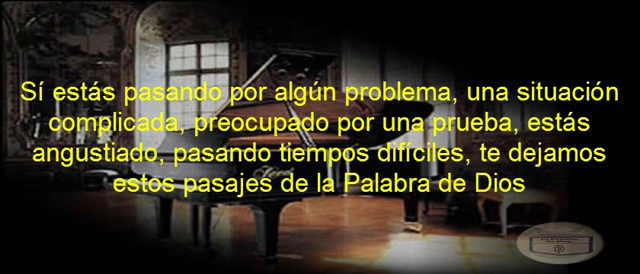 Sí estás pasando por algún problema, una situación
complicada, preocupado por una prueba, estás
angustiado, pasando tiempos difíciles, te dejamos
estos pasajes de la Palabra de Dios